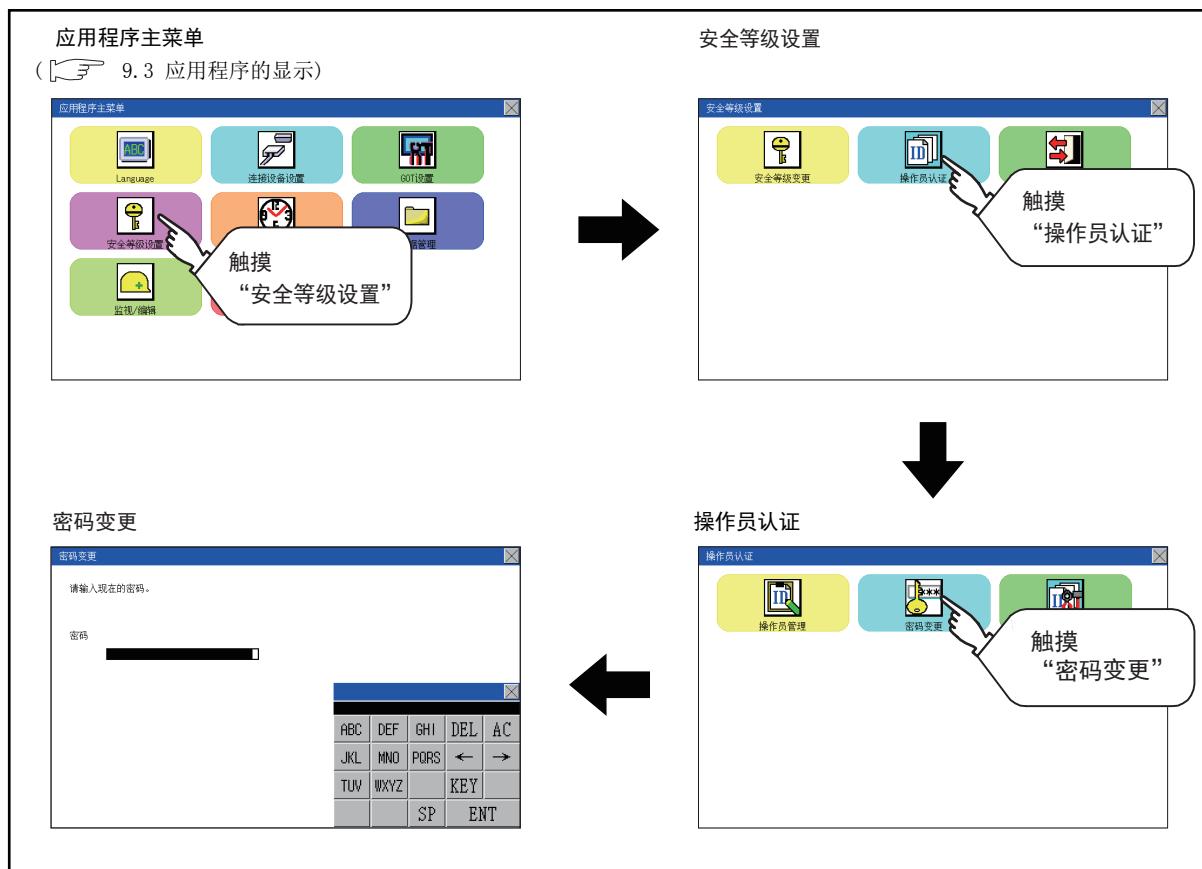 应用程序主菜单
( 9.3 应用程序的显示)
应用程序主菜单
ABC
Language
连接设备设置
GOT设置
安全等级设置
据管理
监视/编辑
触摸
“安全等级设置”
安全等级设置
安全等级设置
安全等级变更
ID
操作员认证
触摸
“操作员认证”
操作员认证
操作员认证
操作员管理
***
密码变更
ID
触摸
“密码变更”
密码变更
密码变更
请输入现在的密码。
密码
ABC DEF GHI DEL AC
JKL MNO PQRS ← →
TUV WXYZ KEY
SP ENT